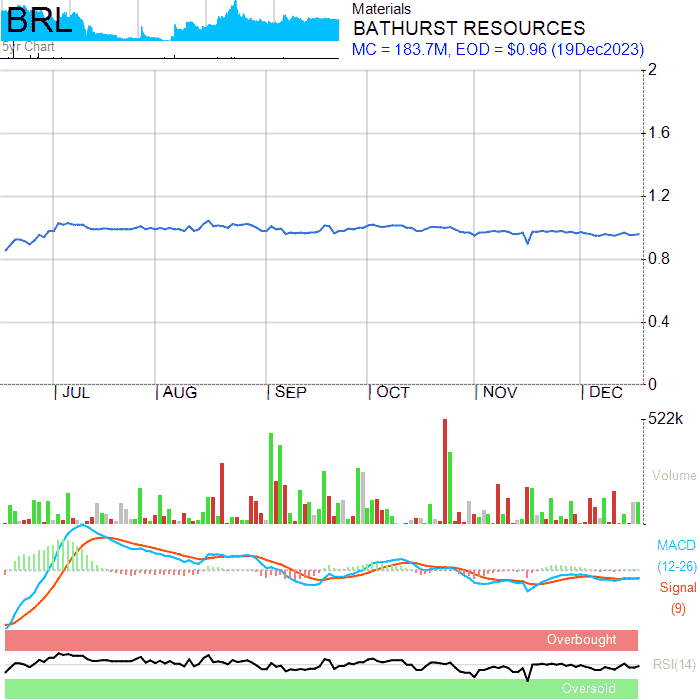 BRL
5yr Chart
Materials
BATHURST RESOURCES
MC = 183.7M, EOD = $0.96 (19Dec2023)
2
1.6
1.2
0.8
0.4
0
JUL
AUG
SEP
OCT
NOV
DEC
522k
Volume
MACD
(12-26)
Signal
(9)
Overbought
RSI(14)
Oversold